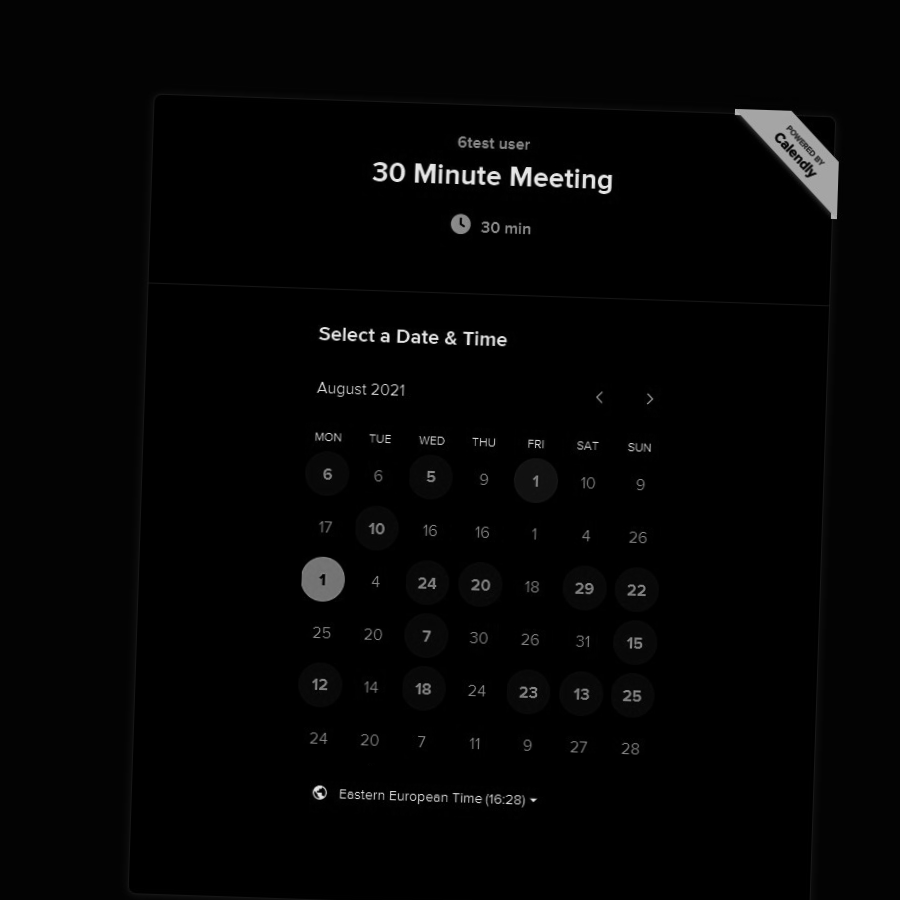 POWERED BY
Calendly
6test user
30 Minute Meeting
30 min
Select a Date & Time
August 2021
MON TUE WED THU FRI SAT SUN
6 6 5 9 1 10 9
17 10 16 16 1 4 26
1 4 24 20 18 29 22
25 20 7 30 26 31 15
12 14 18 24 23 13 25
24 20 7 11 9 27 28
Eastern European Time (16:28)